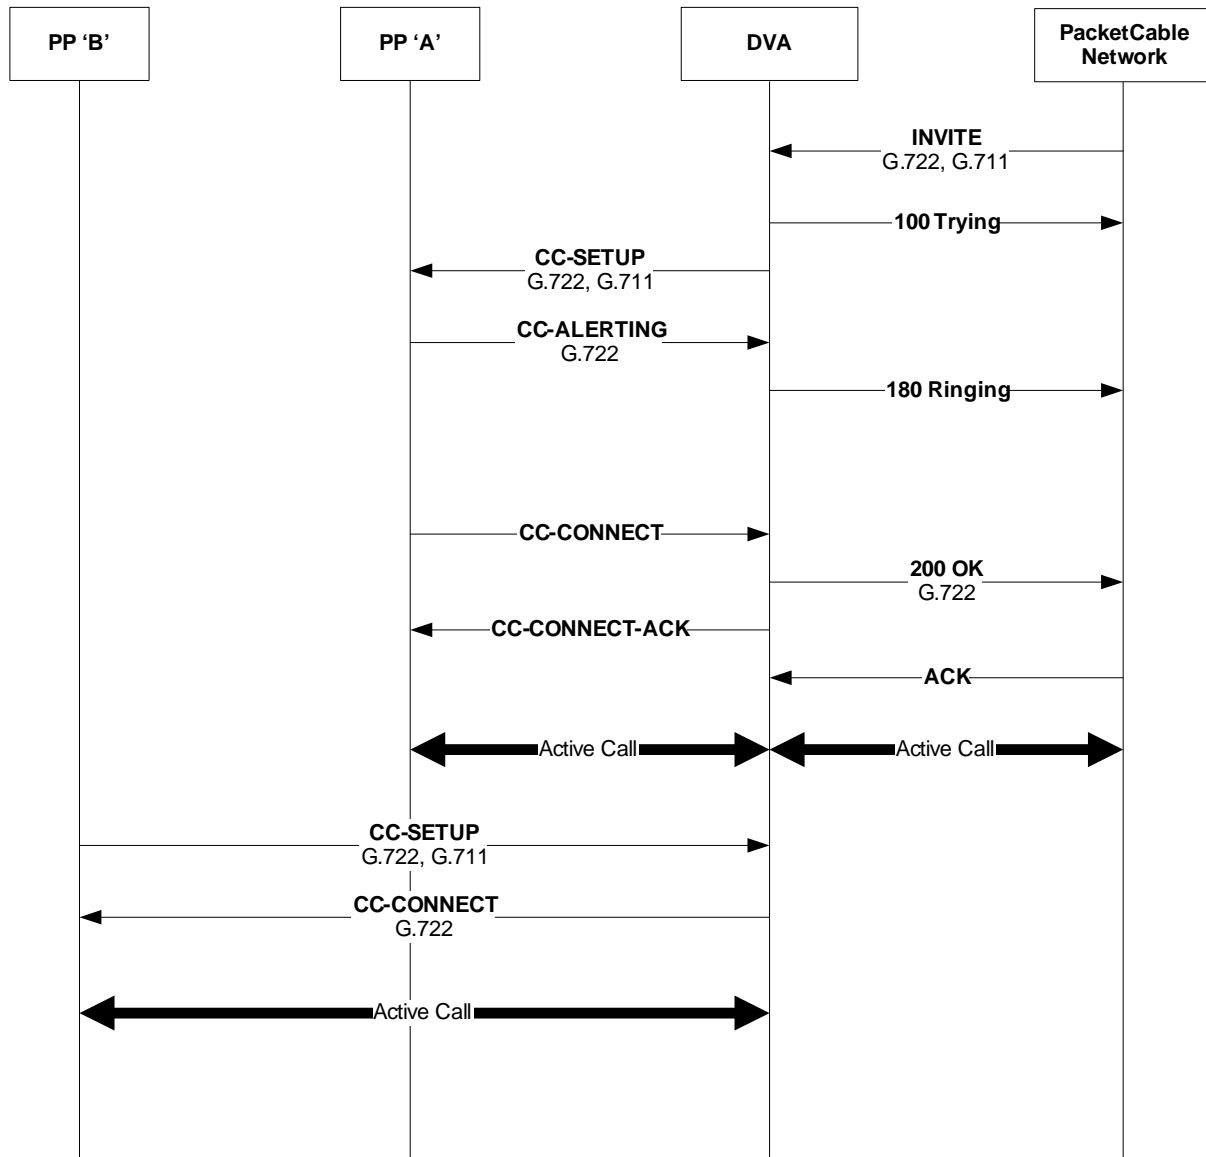 PP ‘B’
PP ‘A’
DVA
PacketCable
Network
INVITE
G.722, G.711
100 Trying
CC-SETUP
G.722, G.711
CC-ALERTING
G.722
180 Ringing
CC-CONNECT
200 OK
G.722
CC-CONNECT-ACK
ACK
Active Call
Active Call
CC-SETUP
G.722, G.711
CC-CONNECT
G.722
Active Call